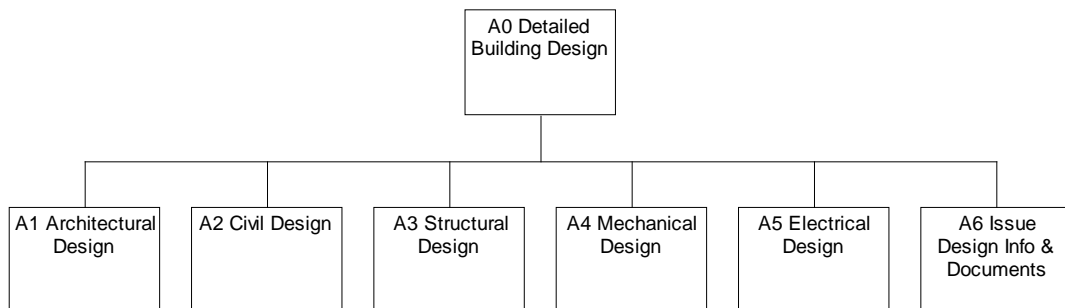 A0 Detailed
Building Design
A1 Architectural
Design
A2 Civil Design
A3 Structural
Design
A4 Mechanical
Design
A5 Electrical
Design
A6 Issue
Design Info &
Documents